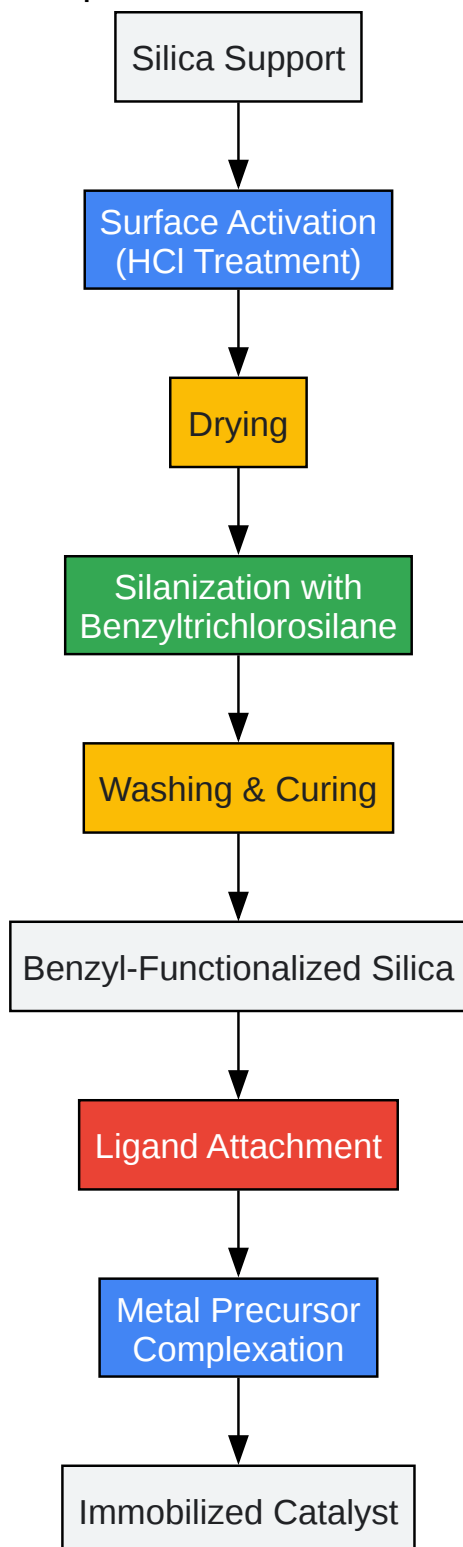 Silica Support
Surface Activation
(HCl Treatment)
Drying
Silanization with
Benzyltrichlorosilane
Washing & Curing
Benzyl-Functionalized Silica
Ligand Attachment
Metal Precursor
Complexation
Immobilized Catalyst